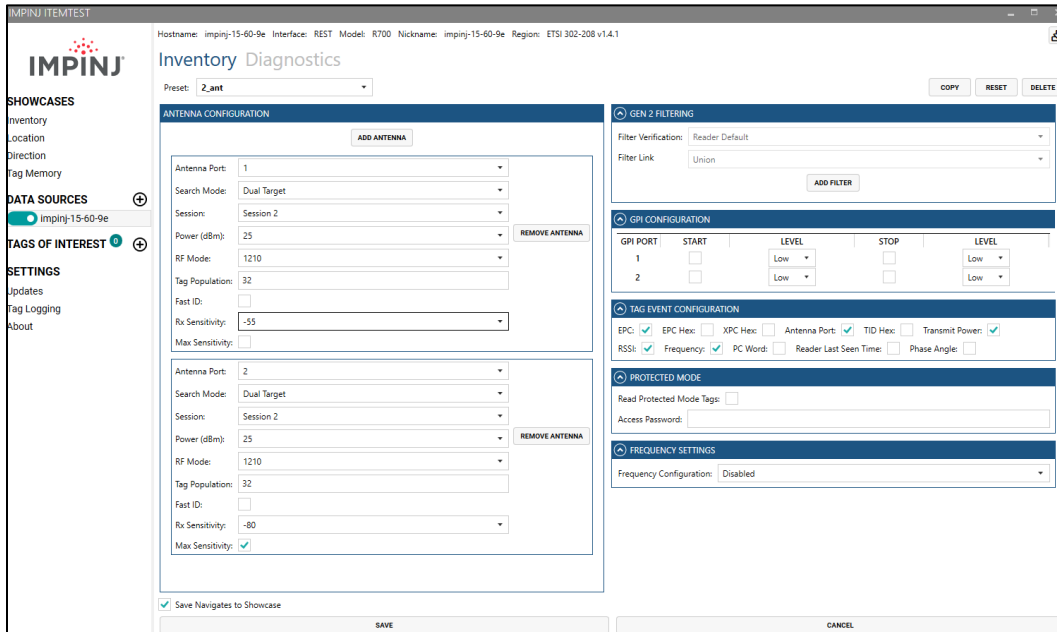 IMPINJ ITEMTEST
IMPINJ
SHOWCASES
Inventory
Location
Direction
Tag Memory
DATA SOURCES
impinj-15-60-9e
TAGS OF INTEREST 0
SETTINGS
Updates
Tag Logging
About
Hostname: impinj-15-60-9e Interface: REST Model: R700 Nickname: impinj-15-60-9e Region: ETSI 302-208 v1.4.1
Inventory Diagnostics
Preset: 2_ant
COPY RESET DELETE
ANTENNA CONFIGURATION
ADD ANTENNA
Antenna Port: 1
Search Mode: Dual Target
Session: Session 2
Power (dBm): 25
REMOVE ANTENNA
RF Mode: 1210
Tag Population: 32
Fast ID:
Rx Sensitivity: -55
Max Sensitivity:
Antenna Port: 2
Search Mode: Dual Target
Session: Session 2
Power (dBm): 25
REMOVE ANTENNA
RF Mode: 1210
Tag Population: 32
Fast ID:
Rx Sensitivity: -80
Max Sensitivity:
GEN 2 FILTERING
Filter Verification: Reader Default
Filter Link Union
ADD FILTER
GPI CONFIGURATION
GPI PORT START LEVEL STOP LEVEL
1 Low Low
2 Low Low
TAG EVENT CONFIGURATION
EPC: EPC Hex: XPC Hex: Antenna Port: TID Hex: Transmit Power:
RSSI: Frequency: PC Word: Reader Last Seen Time: Phase Angle:
PROTECTED MODE
Read Protected Mode Tags:
Access Password:
FREQUENCY SETTINGS
Frequency Configuration: Disabled
Save Navigates to Showcase
SAVE CANCEL